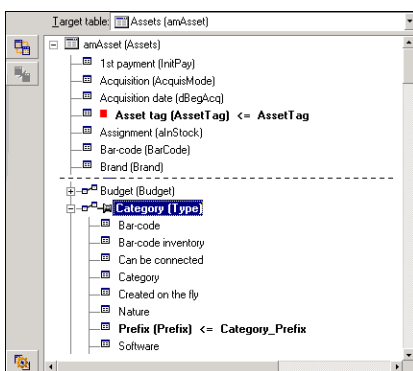 Target table: Assets (amAsset)
amAsset (Assets)
1st payment (InitPay)
Acquisition (AcquisMode)
Acquisition date (dBegAcq)
Asset tag (AssetTag) <= AssetTag
Assignment (aInStock)
Bar-code (BarCode)
Brand (Brand)
Budget (Budget)
Category (Type)
Bar-code
Bar-code inventory
Can be connected
Category
Created on the fly
Nature
Prefix (Prefix) <= Category_Prefix
Software